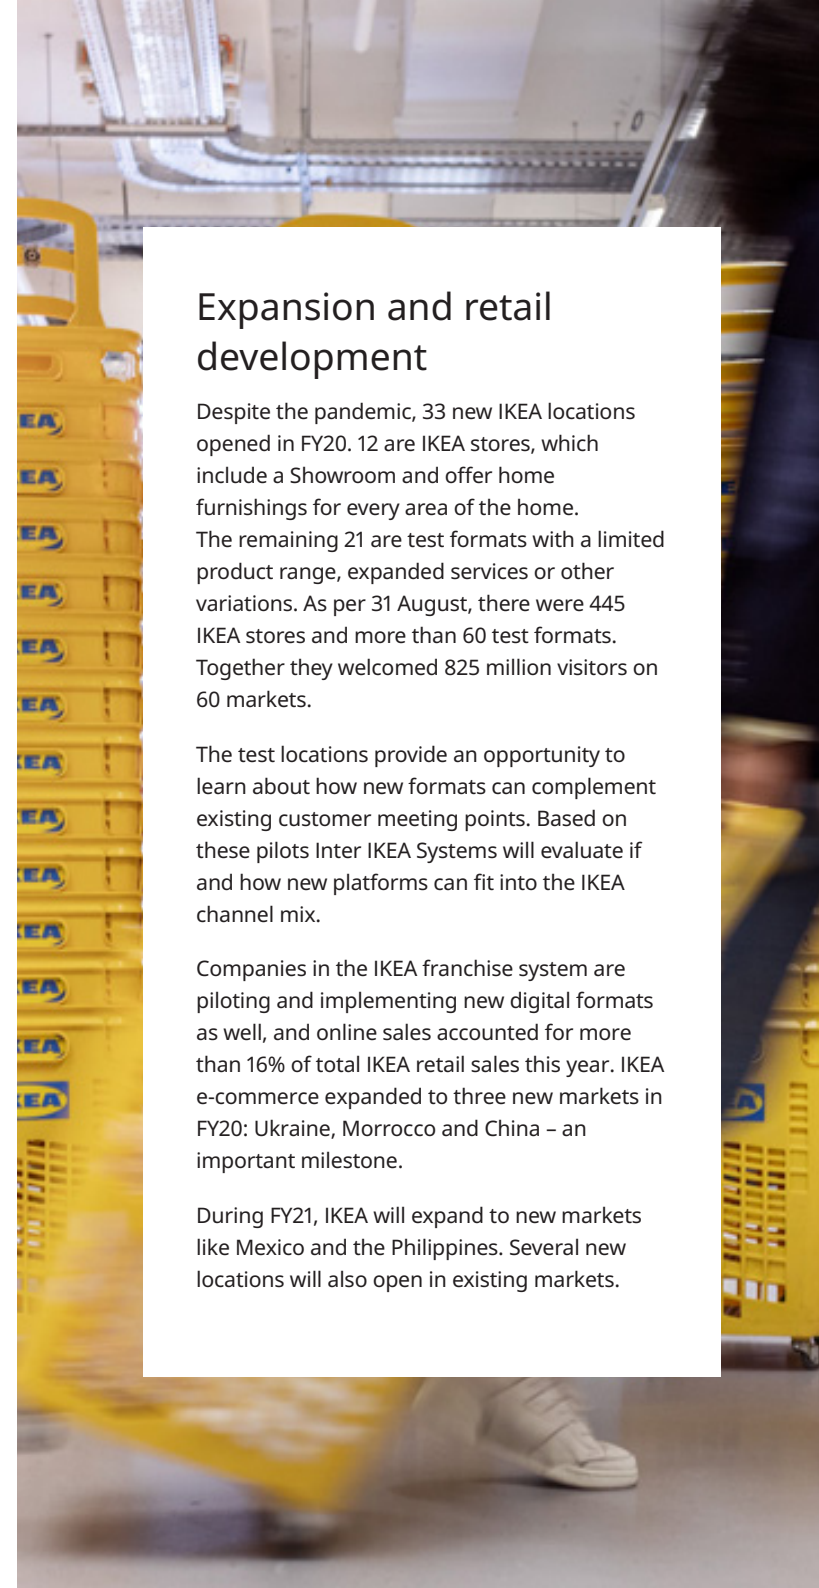 Expansion and retail
development
Despite the pandemic, 33 new IKEA locations
opened in FY20. 12 are IKEA stores, which
include a Showroom and offer home
furnishings for every area of the home.
The remaining 21 are test formats with a limited
product range, expanded services or other
variations. As per 31 August, there were 445
IKEA stores and more than 60 test formats.
Together they welcomed 825 million visitors on
60 markets.
The test locations provide an opportunity to
learn about how new formats can complement
existing customer meeting points. Based on
these pilots Inter IKEA Systems will evaluate if
and how new platforms can fit into the IKEA
channel mix.
Companies in the IKEA franchise system are
piloting and implementing new digital formats
as well, and online sales accounted for more
than 16% of total IKEA retail sales this year. IKEA
e-commerce expanded to three new markets in
FY20: Ukraine, Morrocco and China – an
important milestone.
During FY21, IKEA will expand to new markets
like Mexico and the Philippines. Several new
locations will also open in existing markets.